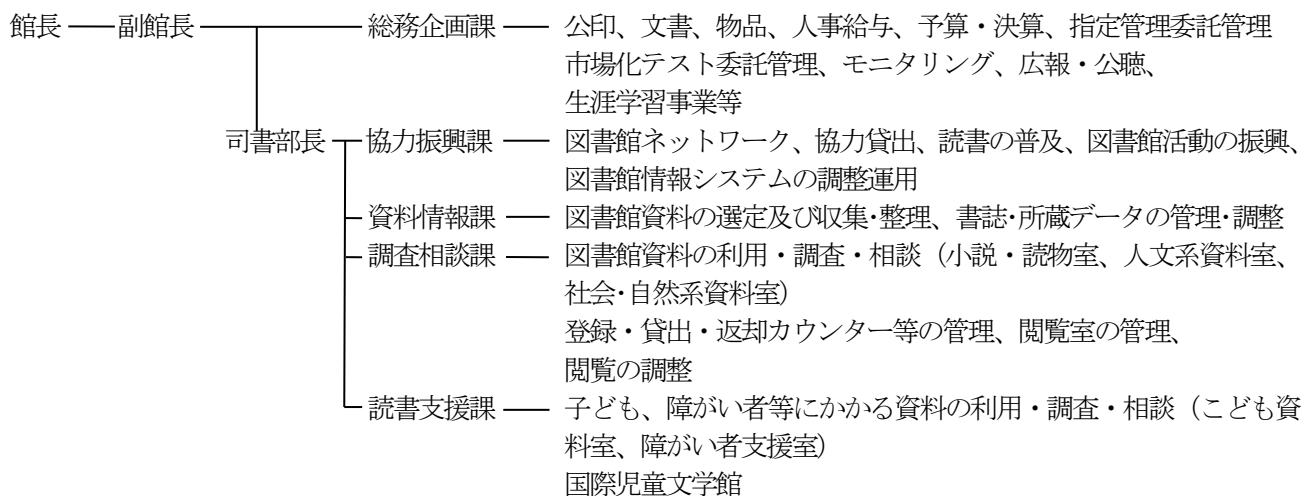 館長 副館長 総務企画課 公印、文書、物品、人事給与、予算・決算、指定管理委託管理
市場化テスト委託管理、モニタリング、広報・公聴、
生涯学習事業等
司書部長 協力振興課 図書館ネットワーク、協力貸出、読書の普及、図書館活動の振興、
図書館情報システムの調整運用
資料情報課 図書館資料の選定及び収集・整理、書誌・所蔵データの管理・調整
調査相談課 図書館資料の利用・調査・相談（小説・読物室、人文系資料室、
社会・自然系資料室）
登録・貸出・返却カウンター等の管理、閲覧室の管理、
閲覧の調整
読書支援課 子ども、障がい者等にかかる資料の利用・調査・相談（こども資
料室、障がい者支援室）
国際児童文学館